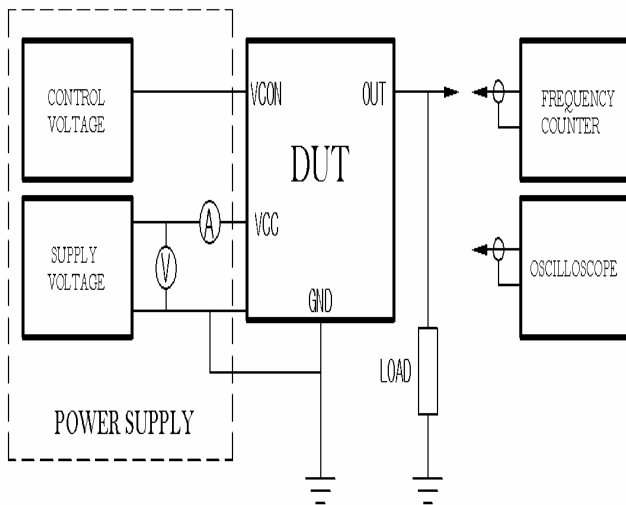 CONTROL
VOLTAGE
VCON
OUT
DUT
FREQUENCY
COUNTER
SUPPLY
VOLTAGE
A
V
VCC
GND
OSCILLOSCOPE
LOAD
POWER SUPPLY